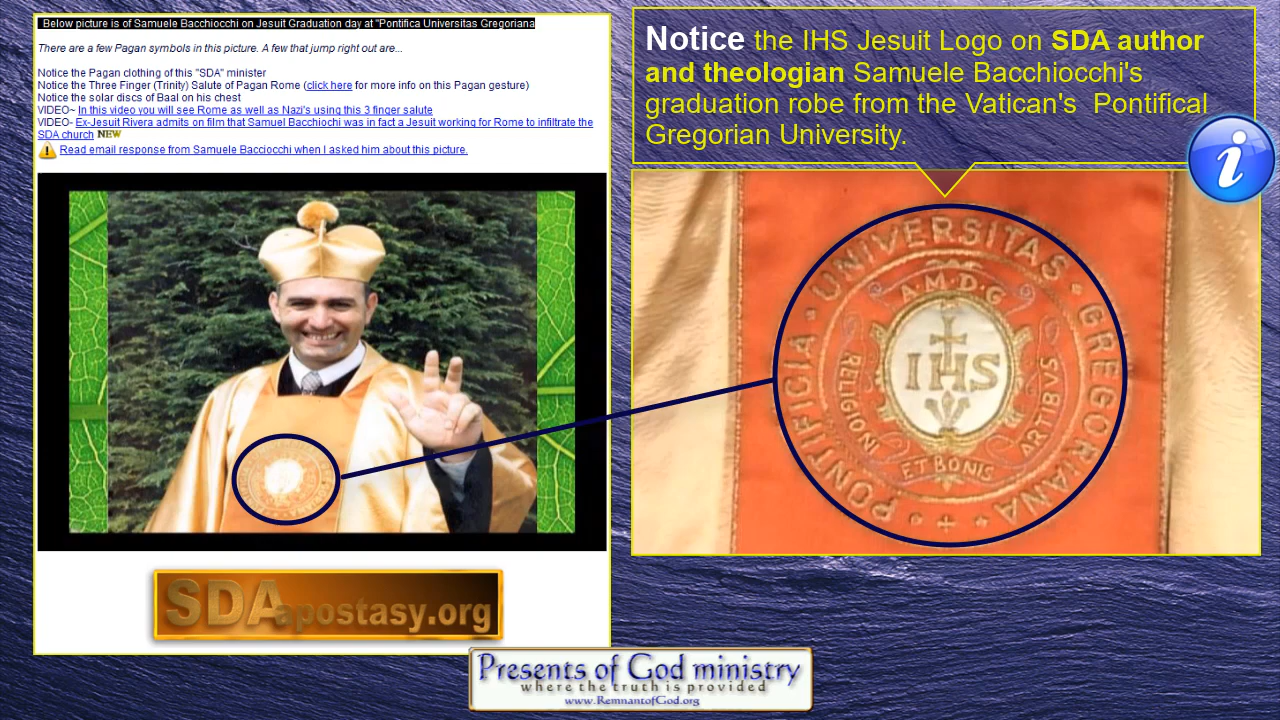 Below picture is of Samuele Bacchiocchi on Jesuit Graduation day at "Pontifica Universitas Gregoriana
There are a few Pagan symbols in this picture. A few that jump right out are...
Notice the Pagan clothing of this "SDA" minister
Notice the Three Finger (Trinity) Salute of Pagan Rome (click here for more info on this Pagan gesture)
Notice the solar discs of Baal on his chest
VIDEO~ In this video you will see Rome as well as Nazi's using this 3 finger salute
VIDEO- Ex-Jesuit Rivera admits on film that Samuel Bacchiochi was in fact a Jesuit working for Rome to infiltrate the
SDA church NEW
Read email response from Samuele Bacciocchi when I asked him about this picture.
SDAapostasy.org
Notice the IHS Jesuit Logo on SDA author
and theologian Samuele Bacchiocchi's
graduation robe from the Vatican's Pontifical
Gregorian University.
i
PONTIFICIA · UNIVERSITAS · GREGORIANA
A·M·D·G
RELIGIONI
ET BONIS
ARTIBVS
IHS
Presents of God ministry
where the truth is provided
www.RemnantofGod.org